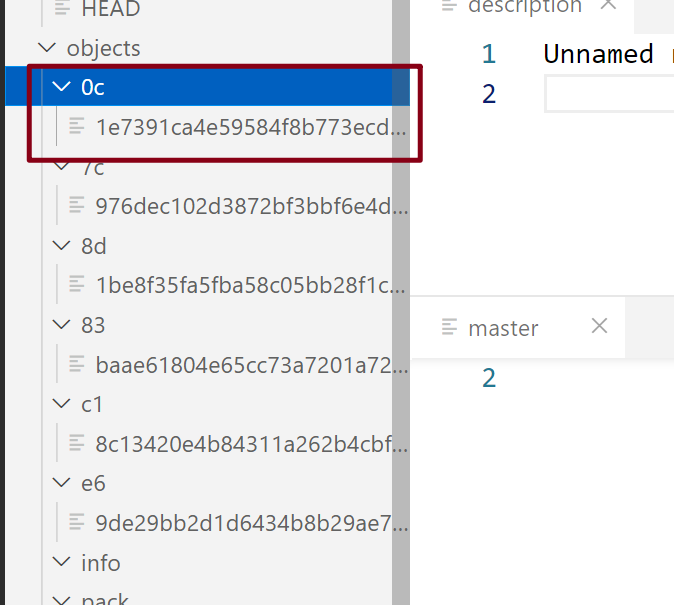 HEAD
objects
0c
1e7391ca4e59584f8b773ecd...
7c
976dec102d3872bf3bbf6e4d...
8d
1be8f35fa5fba58c05bb28f1c...
83
baae61804e65cc73a7201a72...
c1
8c13420e4b84311a262b4cbf...
e6
9de29bb2d1d6434b8b29ae7...
info
pack
description
1 Unnamed
2
master
2